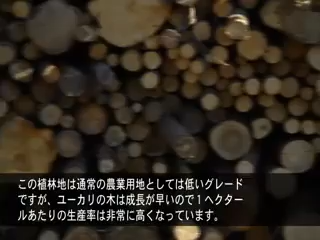 この植林地は通常の農業用地としては低いグレード
ですが、ユーカリの木は成長が早いので１ヘクター
ルあたりの生産率は非常に高くなっています。